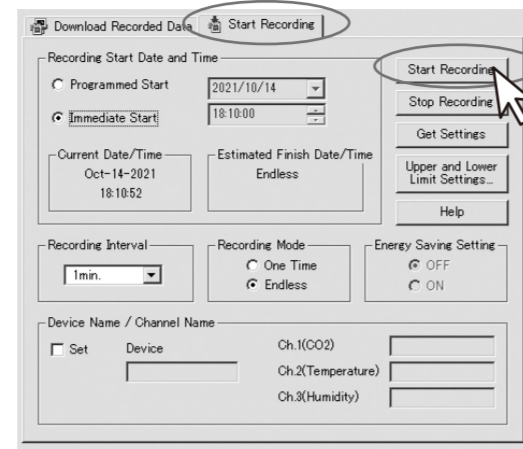 Download Recorded Data
Start Recording
Recording Start Date and Time
Programmed Start
2021/10/14
Immediate Start
18:10:00
Current Date/Time
Oct-14-2021
18:10:52
Estimated Finish Date/Time
Endless
Start Recording
Stop Recording
Get Settings
Upper and Lower
Limit Settings...
Help
Recording Interval
1min.
Recording Mode
One Time
Endless
Energy Saving Setting
OFF
ON
Device Name / Channel Name
Set
Device
Ch.1(CO2)
Ch.2(Temperature)
Ch.3(Humidity)